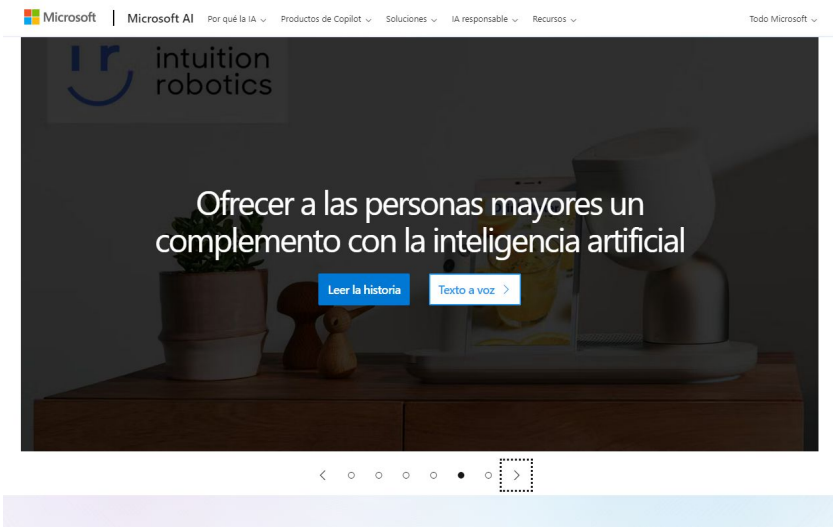 Microsoft
Microsoft AI
Por qué la IA
Productos de Copilot
Soluciones
IA responsable
Recursos
Todo Microsoft
intuition
robotics
Ofrecer a las personas mayores un
complemento con la inteligencia artificial
Leer la historia
Texto a voz